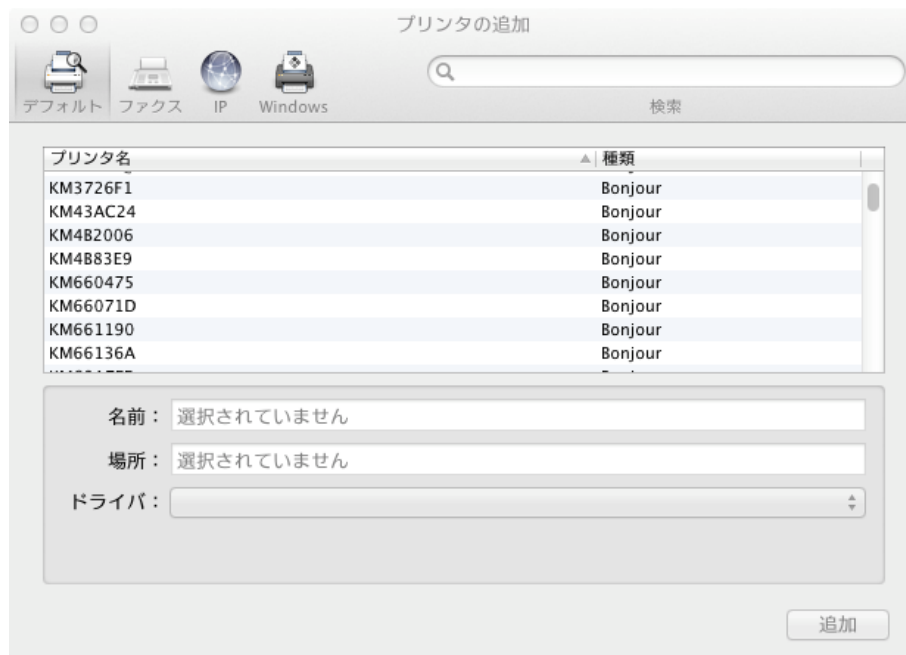 プリンタの追加
デフォルト ファクス IP Windows 検索
プリンタ名 種類
KM3726F1 Bonjour
KM43AC24 Bonjour
KM4B2006 Bonjour
KM4B83E9 Bonjour
KM660475 Bonjour
KM66071D Bonjour
KM661190 Bonjour
KM66136A Bonjour
名前： 選択されていません
場所： 選択されていません
ドライバ：
追加